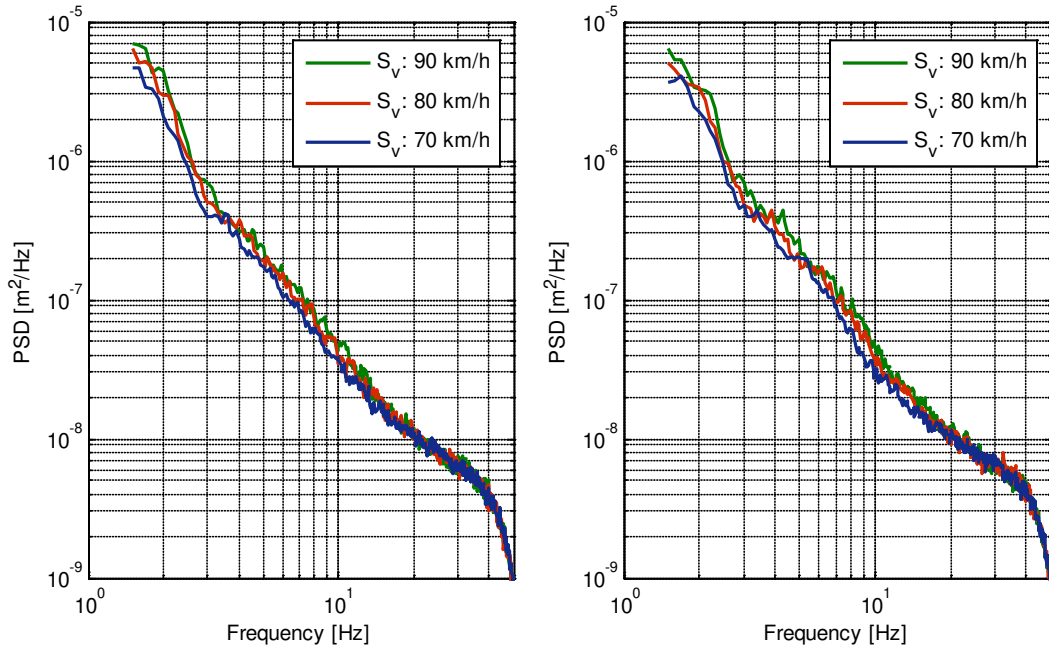 10^-5
10^-6
10^-7
10^-8
10^-9
PSD [m^2/Hz]
S_v: 90 km/h
S_v: 80 km/h
S_v: 70 km/h
10^0
10^1
Frequency [Hz]
10^-5
10^-6
10^-7
10^-8
10^-9
PSD [m^2/Hz]
S_v: 90 km/h
S_v: 80 km/h
S_v: 70 km/h
10^0
10^1
Frequency [Hz]